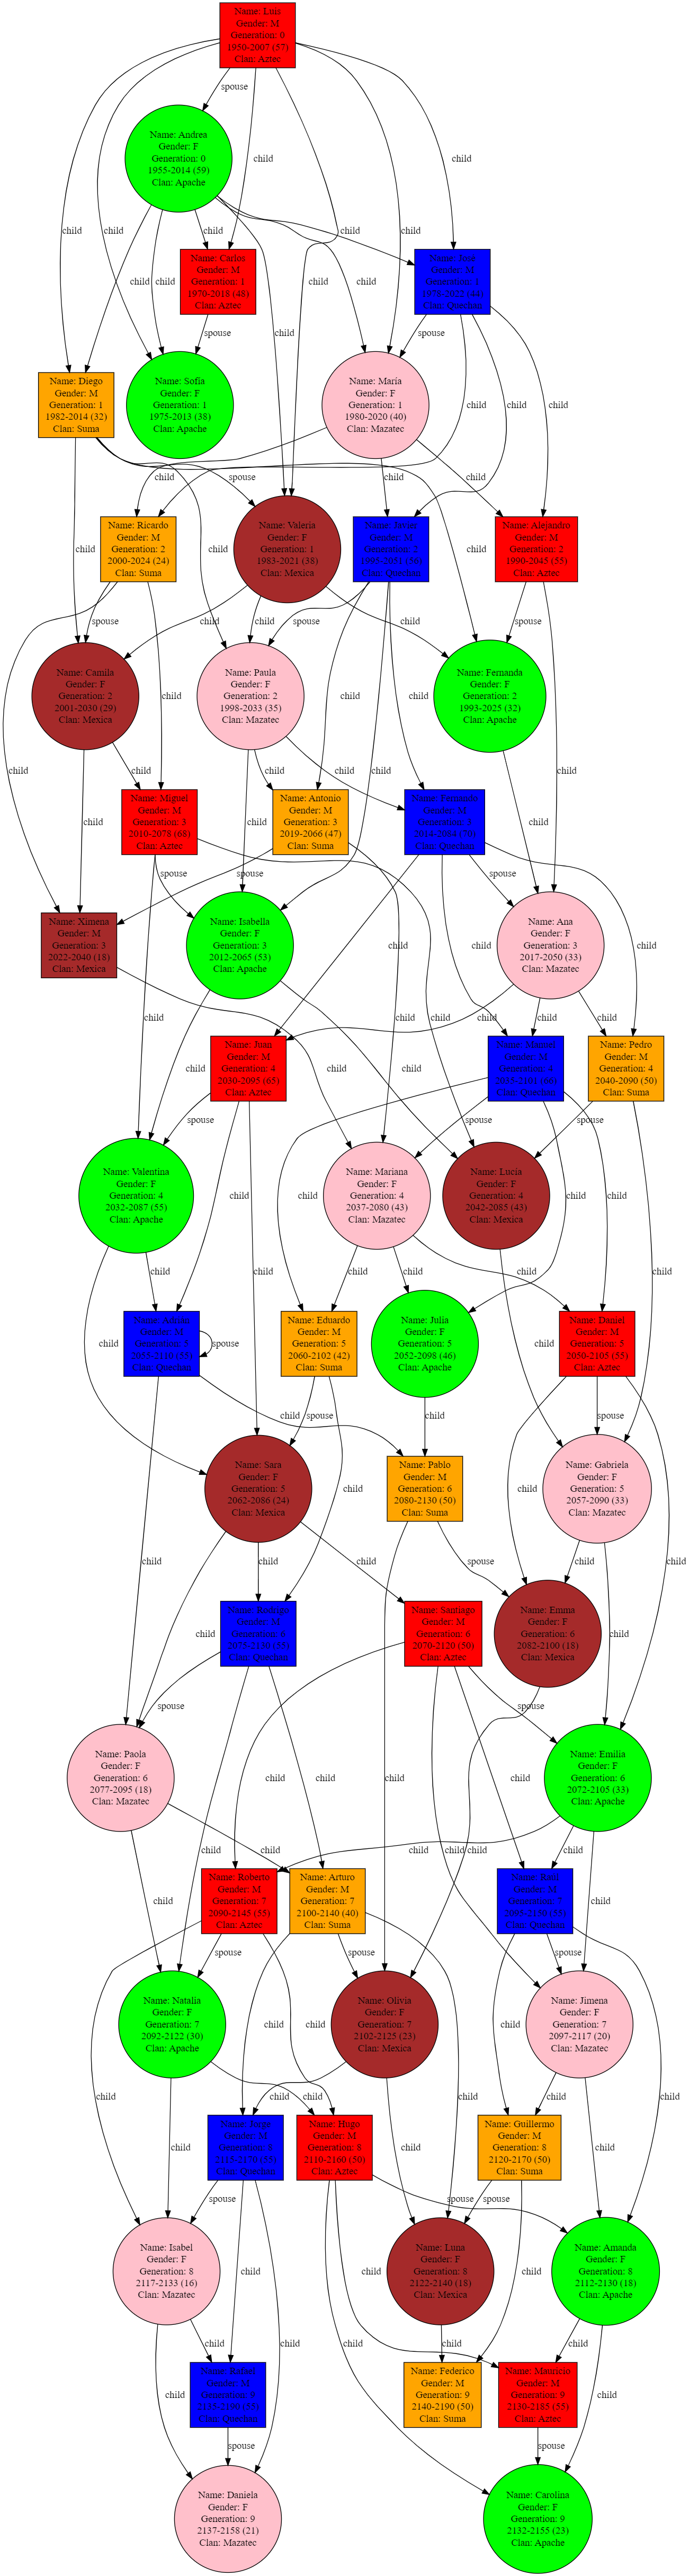 Name: Luis
Gender: M
Generation: 0
1950-2007 (57)
Clan: Aztec
spouse
Name: Andrea
Gender: F
Generation: 0
1955-2014 (59)
Clan: Apache
child
child
child
child
child
child
child
child
child
child
child
child
Name: Carlos
Gender: M
Generation: 1
1970-2018 (48)
Clan: Aztec
Name: José
Gender: M
Generation: 1
1978-2022 (44)
Clan: Quechan
spouse
spouse
Name: Diego
Gender: M
Generation: 1
1982-2014 (32)
Clan: Suma
Name: Sofía
Gender: F
Generation: 1
1975-2013 (38)
Clan: Apache
Name: María
Gender: F
Generation: 1
1980-2020 (40)
Clan: Mazatec
child
child
child
child
spouse
child
child
Name: Ricardo
Gender: M
Generation: 2
2000-2024 (24)
Clan: Suma
Name: Valeria
Gender: F
Generation: 1
1983-2021 (38)
Clan: Mexica
Name: Javier
Gender: M
Generation: 2
Clan: Quechan
Name: Alejandro
Gender: M
Generation: 2
1990-2045 (55)
Clan: Aztec
child
child
child
spouse
child
child
spouse
child
spouse
Name: Camila
Gender: F
Generation: 2
2001-2030 (29)
Clan: Mexica
Name: Paula
Gender: F
Generation: 2
1998-2033 (35)
Clan: Mazatec
Name: Fernanda
Gender: F
Generation: 2
1993-2025 (32)
Clan: Apache
child
child
child
child
child
child
child
child
child
child
child
child
child
Name: Miguel
Gender: M
Generation: 3
2010-2078 (68)
Clan: Aztec
Name: Antonio
Gender: M
Generation: 3
2019-2066 (47)
Clan: Suma
Name: Fernando
Gender: M
Generation: 3
2014-2084 (70)
Clan: Quechan
spouse
spouse
spouse
Name: Ximena
Gender: M
Generation: 3
2022-2040 (18)
Clan: Mexica
Name: Isabella
Gender: F
Generation: 3
2012-2065 (53)
Clan: Apache
Name: Ana
Gender: F
Generation: 3
2017-2050 (33)
Clan: Mazatec
child
child
child
child
child
child
child
child
child
child
child
Name: Juan
Gender: M
Generation: 4
2030-2095 (65)
Clan: Aztec
Name: Manuel
Gender: M
Generation: 4
2035-2101 (66)
Clan: Quechan
Name: Pedro
Gender: M
Generation: 4
2040-2090 (50)
Clan: Suma
spouse
spouse
spouse
Name: Valentina
Gender: F
Generation: 4
2032-2087 (55)
Clan: Apache
Name: Mariana
Gender: F
Generation: 4
2037-2080 (43)
Clan: Mazatec
Name: Lucía
Gender: F
Generation: 4
2042-2085 (43)
Clan: Mexica
child
child
child
child
child
child
child
child
child
child
child
child
child
Name: Adrián
Gender: M
Generation: 5
2055-2110 (55)
Clan: Quechan
spouse
Name: Eduardo
Gender: M
Generation: 5
2060-2102 (42)
Clan: Suma
Name: Julia
Gender: F
Generation: 5
2052-2098 (46)
Clan: Apache
Name: Daniel
Gender: M
Generation: 5
2050-2105 (55)
Clan: Aztec
child
spouse
child
spouse
Name: Sara
Gender: F
Generation: 5
2062-2086 (24)
Clan: Mexica
child
Name: Pablo
Gender: M
Generation: 6
2080-2130 (50)
Clan: Suma
Name: Gabriela
Gender: F
Generation: 5
2057-2090 (33)
Clan: Mazatec
child
child
child
child
child
child
spouse
child
child
child
Name: Rodrigo
Gender: M
Generation: 6
2075-2130 (55)
Clan: Quechan
Name: Santiago
Gender: M
Generation: 6
2070-2120 (50)
Clan: Aztec
Name: Emma
Gender: F
Generation: 6
2082-2100 (18)
Clan: Mexica
spouse
spouse
Name: Paola
Gender: F
Generation: 6
2077-2095 (18)
Clan: Mazatec
Name: Emilia
Gender: F
Generation: 6
2072-2105 (33)
Clan: Apache
child
child
child
child
child
child
child
child
child
child
child
child
Name: Roberto
Gender: M
Generation: 7
2090-2145 (55)
Clan: Aztec
Name: Arturo
Gender: M
Generation: 7
2100-2140 (40)
Clan: Suma
Name: Raúl
Gender: M
Generation: 7
2095-2150 (55)
Clan: Quechan
spouse
spouse
spouse
Name: Natalia
Gender: F
Generation: 7
2092-2122 (30)
Clan: Apache
Name: Olivia
Gender: F
Generation: 7
2102-2125 (23)
Clan: Mexica
Name: Jimena
Gender: F
Generation: 7
2097-2117 (20)
Clan: Mazatec
child
child
child
child
child
child
child
child
child
child
child
child
Name: Jorge
Gender: M
Generation: 8
2115-2170 (55)
Clan: Quechan
Name: Hugo
Gender: M
Generation: 8
2110-2160 (50)
Clan: Aztec
Name: Guillermo
Gender: M
Generation: 8
2120-2170 (50)
Clan: Suma
spouse
spouse
spouse
Name: Isabel
Gender: F
Generation: 8
2117-2133 (16)
Clan: Mazatec
Name: Luna
Gender: F
Generation: 8
2122-2140 (18)
Clan: Mexica
Name: Amanda
Gender: F
Generation: 8
2112-2130 (18)
Clan: Apache
child
child
child
child
child
child
child
child
child
child
Name: Rafael
Gender: M
Generation: 9
2135-2190 (55)
Clan: Quechan
Name: Federico
Gender: M
Generation: 9
2140-2190 (50)
Clan: Suma
Name: Mauricio
Gender: M
Generation: 9
2130-2185 (55)
Clan: Aztec
spouse
spouse
Name: Daniela
Gender: F
Generation: 9
2137-2158 (21)
Clan: Mazatec
Name: Carolina
Gender: F
Generation: 9
2132-2155 (23)
Clan: Apache